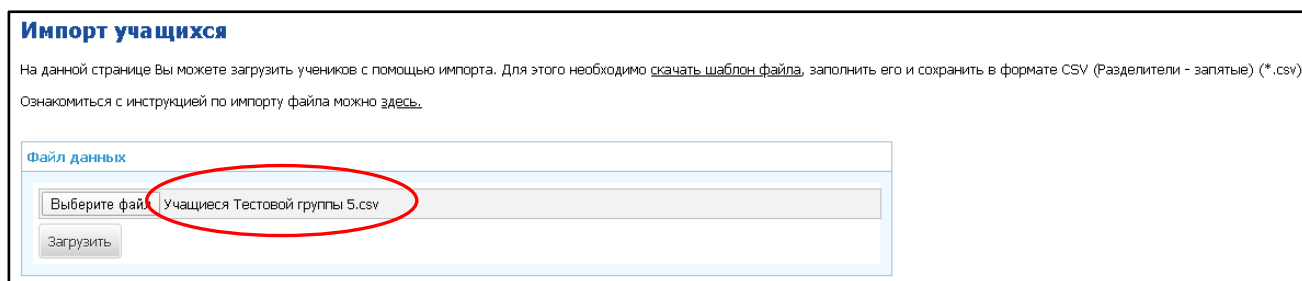 Импорт учащихся
На данной странице Вы можете загрузить учеников с помощью импорта. Для этого необходимо скачать шаблон файла, заполнить его и сохранить в формате CSV (Разделители - запятые) (*.csv)
Ознакомиться с инструкцией по импорту файла можно здесь.
Файл данных
Выберите файл Учащиеся Тестовой группы 5.csv
Загрузить